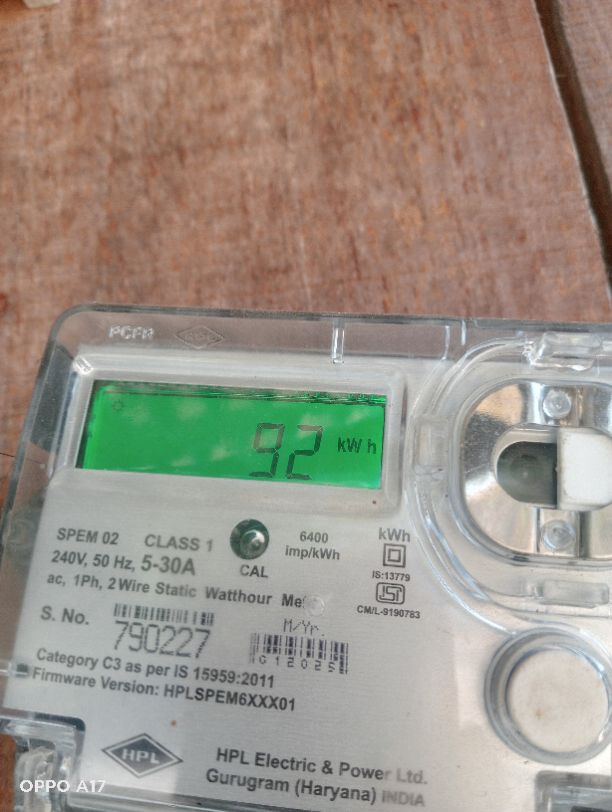 PCFR
92 kWh
SPEM 02 CLASS 1
6400
imp/kWh
kWh
240V, 50 Hz, 5-30A
CAL
IS:13779
ac, 1Ph, 2 Wire Static Watthour
ISI
CM/L-9190783
S. No. 790227
M/Yr.
Category C3 as per IS 15959:2011
Firmware Version: HPLSPEM6XXX01
HPL
HPL Electric & Power Ltd.
Gurugram (Haryana) INDIA
OPPO A17